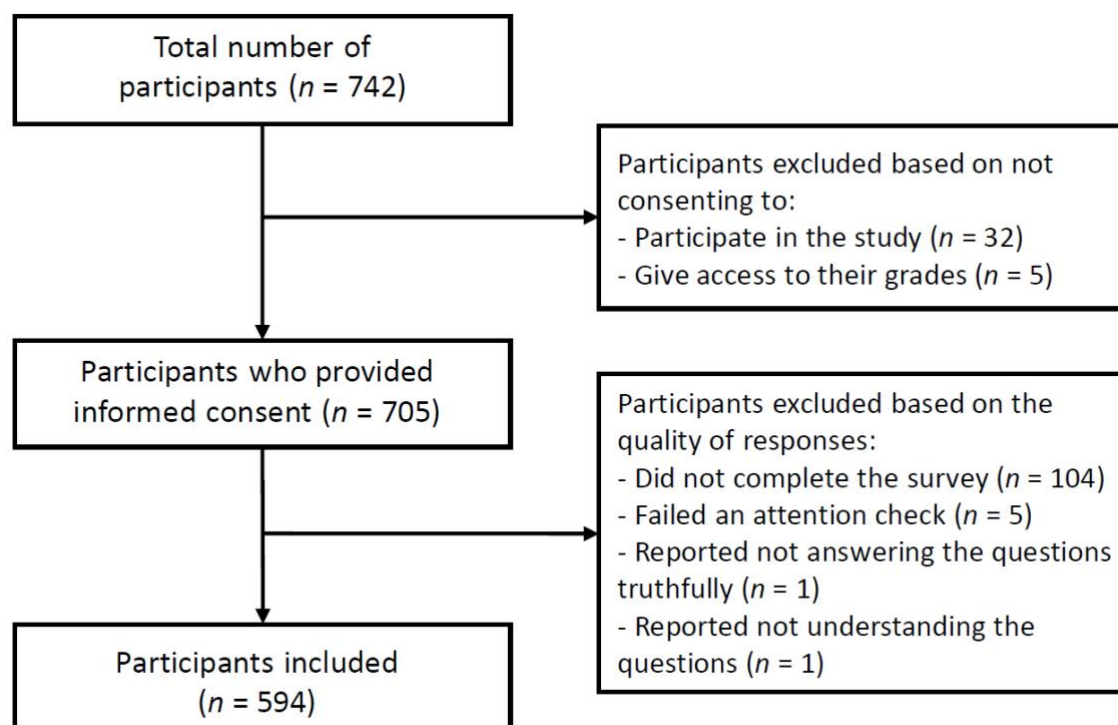 Total number of
participants (n = 742)
Participants excluded based on not
consenting to:
- Participate in the study (n = 32)
- Give access to their grades (n = 5)
Participants who provided
informed consent (n = 705)
Participants excluded based on the
quality of responses:
- Did not complete the survey (n = 104)
- Failed an attention check (n = 5)
- Reported not answering the questions
truthfully (n = 1)
- Reported not understanding the
questions (n = 1)
Participants included
(n = 594)